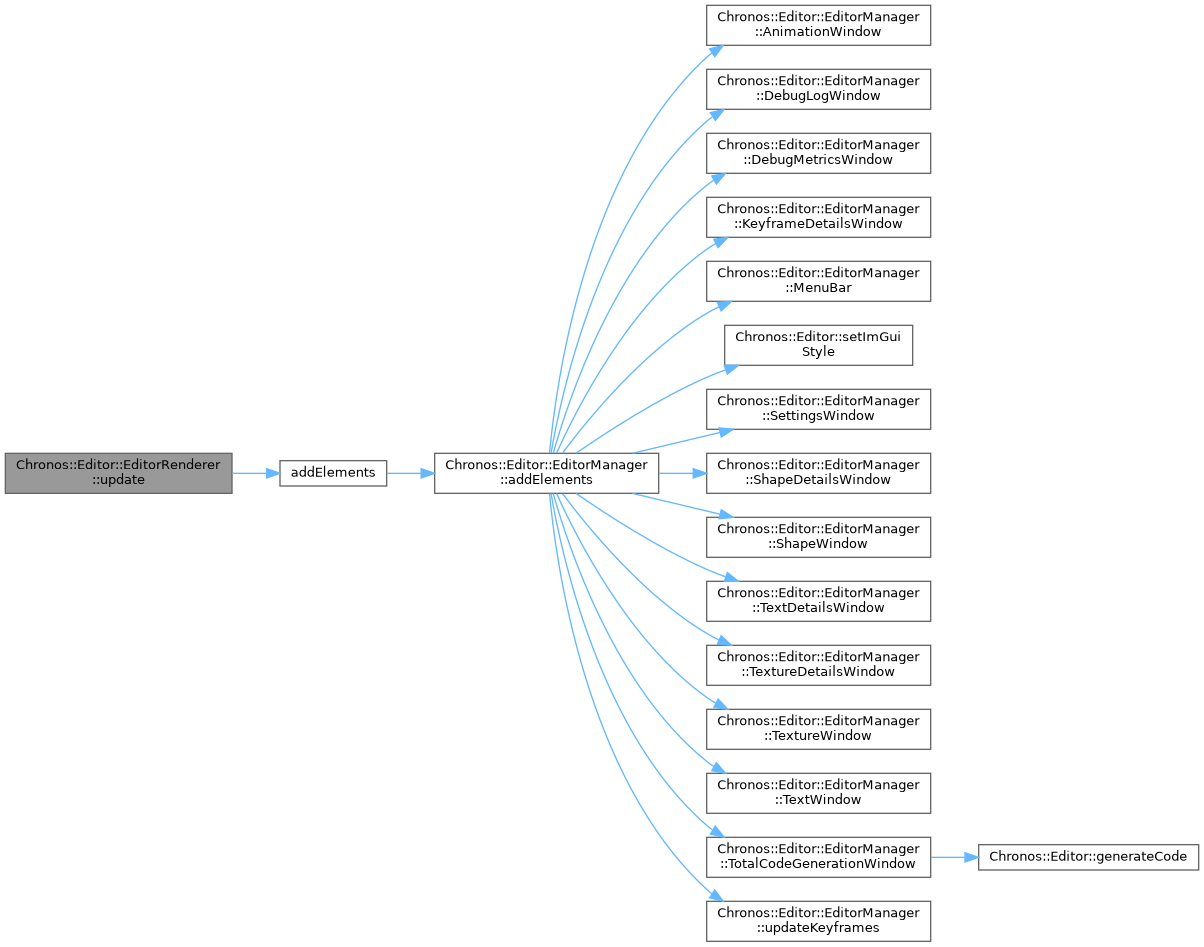 Chronos::Editor::EditorRenderer
::update
addElements
Chronos::Editor::EditorManager
::addElements
Chronos::Editor::EditorManager
::AnimationWindow
Chronos::Editor::EditorManager
::DebugLogWindow
Chronos::Editor::EditorManager
::DebugMetricsWindow
Chronos::Editor::EditorManager
::KeyframeDetailsWindow
Chronos::Editor::EditorManager
::MenuBar
Chronos::Editor::setImGui
Style
Chronos::Editor::EditorManager
::SettingsWindow
Chronos::Editor::EditorManager
::ShapeDetailsWindow
Chronos::Editor::EditorManager
::ShapeWindow
Chronos::Editor::EditorManager
::TextDetailsWindow
Chronos::Editor::EditorManager
::TextureDetailsWindow
Chronos::Editor::EditorManager
::TextureWindow
Chronos::Editor::EditorManager
::TextWindow
Chronos::Editor::EditorManager
::TotalCodeGenerationWindow
Chronos::Editor::generateCode
Chronos::Editor::EditorManager
::updateKeyframes